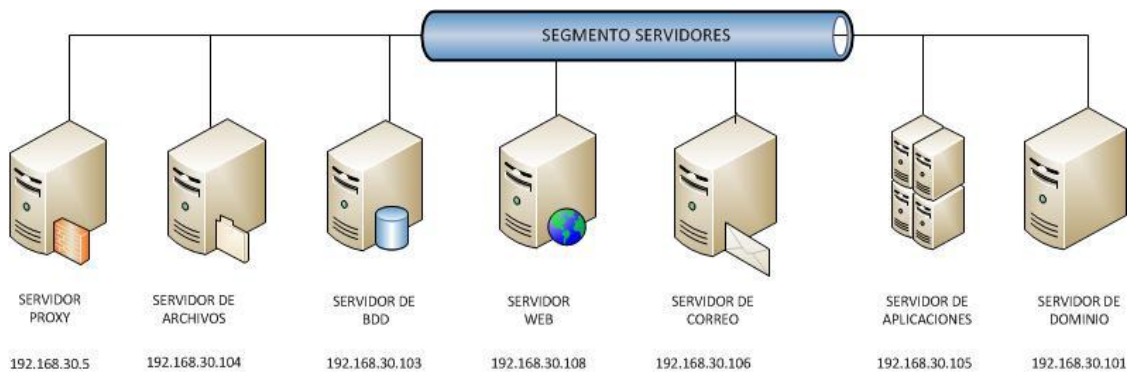 SEGMENTO SERVIDORES
SERVIDOR
PROXY
192.168.30.5
SERVIDOR DE
ARCHIVOS
192.168.30.104
SERVIDOR DE
BDD
192.168.30.103
SERVIDOR
WEB
192.168.30.108
SERVIDOR DE
CORREO
192.168.30.106
SERVIDOR DE
APLICACIONES
192.168.30.105
SERVIDOR DE
DOMINIO
192.168.30.101